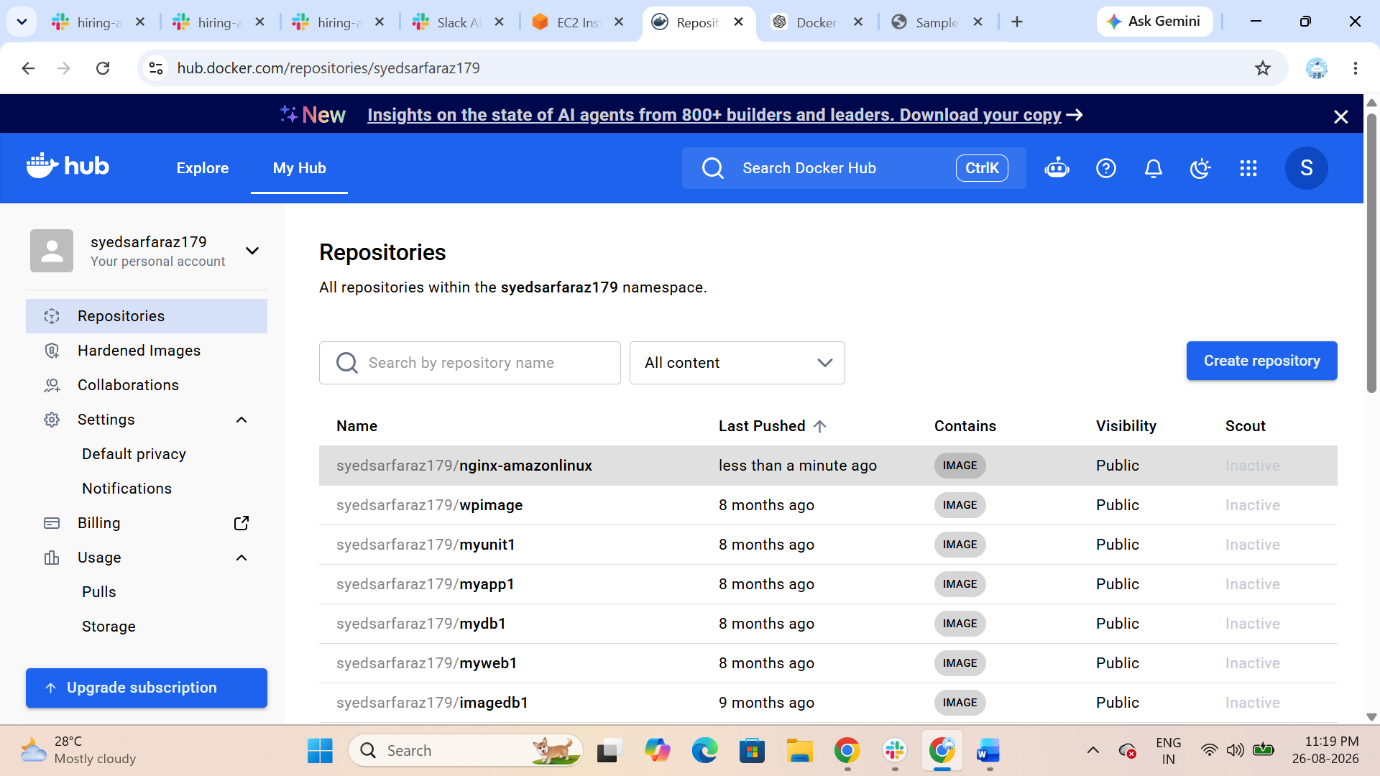 hiring-a
hiring-a
hiring-a
Slack AI
EC2 Ins
Reposit
Docker
Sample
Ask Gemini
hub.docker.com/repositories/syedsarfaraz179
New Insights on the state of AI agents from 800+ builders and leaders. Download your copy →
hub
Explore
My Hub
Search Docker Hub
CtrlK
S
syedsarfaraz179
Your personal account
Repositories
Hardened Images
Collaborations
Settings
Default privacy
Notifications
Billing
Usage
Pulls
Storage
Upgrade subscription
Repositories
All repositories within the syedsarfaraz179 namespace.
Search by repository name
All content
Create repository
Name Last Pushed Contains Visibility Scout
syedsarfaraz179/nginx-amazonlinux less than a minute ago IMAGE Public Inactive
syedsarfaraz179/wpimage 8 months ago IMAGE Public Inactive
syedsarfaraz179/myunit1 8 months ago IMAGE Public Inactive
syedsarfaraz179/myapp1 8 months ago IMAGE Public Inactive
syedsarfaraz179/mydb1 8 months ago IMAGE Public Inactive
syedsarfaraz179/myweb1 8 months ago IMAGE Public Inactive
syedsarfaraz179/imagedb1 9 months ago IMAGE Public Inactive
28°C
Mostly cloudy
Search
ENG
IN
11:19 PM
26-08-2026